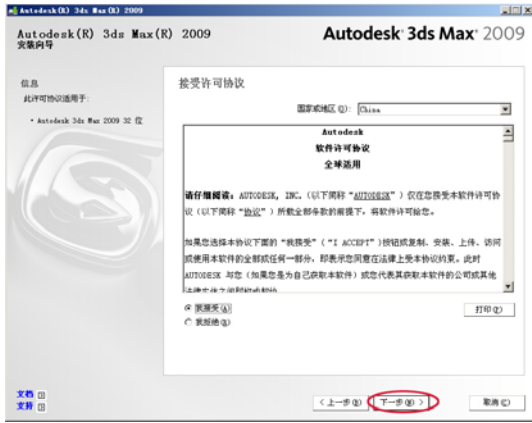 Autodesk(R) 3ds Max(R) 2009
Autodesk(R) 3ds Max(R) 2009
安装向导
Autodesk® 3ds Max® 2009
信息
此许可协议适用于:
• Autodesk 3ds Max 2009 32 位
接受许可协议
国家或地区(O): China
Autodesk
软件许可协议
全球适用
请仔细阅读: AUTODESK, INC. (以下简称“AUTODESK”) 仅在您接受本软件许可协
议 (以下简称“协议”) 所载全部条款的前提下, 将软件许可给您。
如果您选择本协议下面的“我接受” (“I ACCEPT”)按钮或复制、安装、上传、访问
或使用本软件的全部或任何一部分, 即表示您同意在法律上受本协议约束。此时
AUTODESK 与您 (如果您是为自己获取本软件) 或您代表其获取本软件的公司或其他
我接受(A)
打印(P)
我拒绝(R)
文档
支持
< 上一步(B)
下一步(N) >
取消(C)